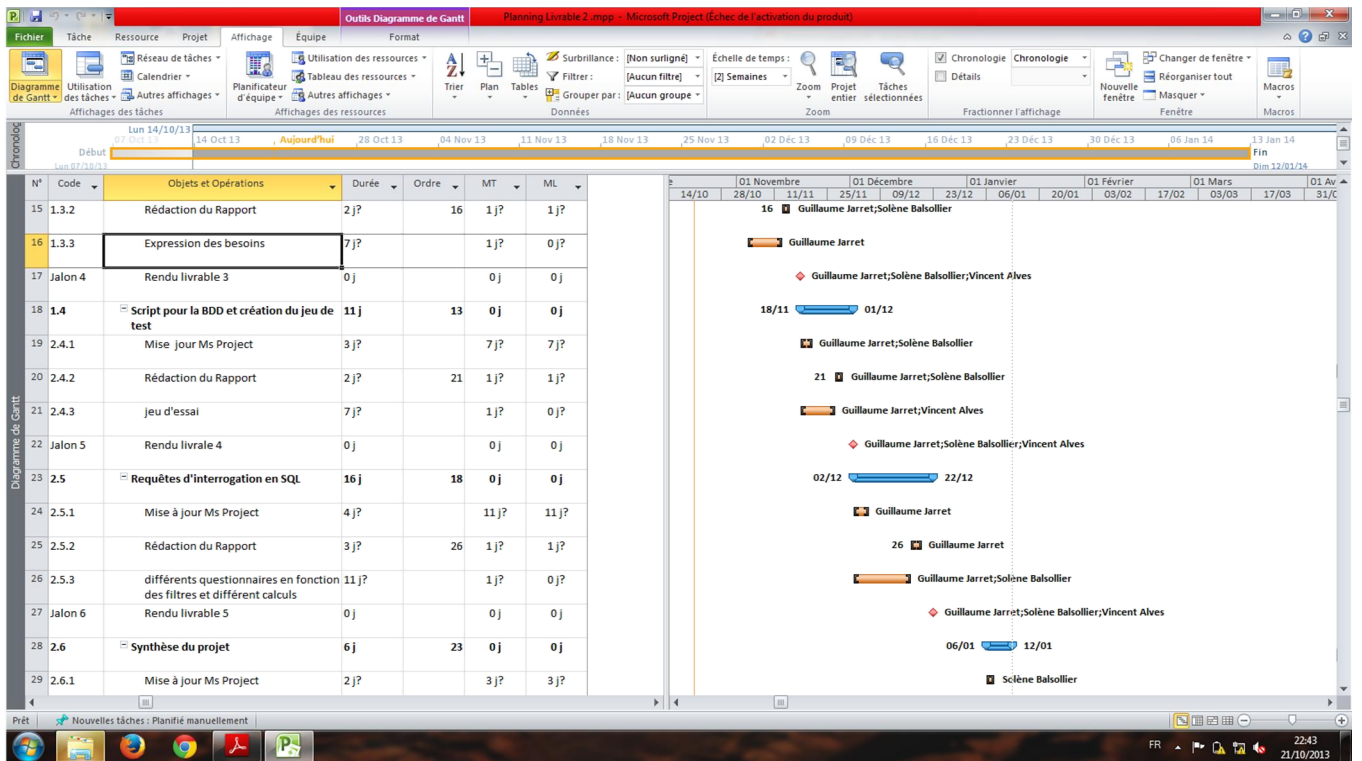 Outils Diagramme de Gantt Planning Livrable 2 .mpp - Microsoft Project (Échec de l'activation du produit)
Fichier Tâche Ressource Projet Affichage Équipe Format
Diagramme de Gantt
Utilisation des tâches
Réseau de tâches
Calendrier
Autres affichages
Affichages des tâches
Planificateur d'équipe
Utilisation des ressources
Tableau des ressources
Autres affichages
Affichages des ressources
Trier Plan Tables
Surbrillance : [Non surligné]
Filtrer : [Aucun filtre]
Grouper par : [Aucun groupe
Données
Échelle de temps :
[2] Semaines
Zoom Projet entier Tâches sélectionnées
Zoom
Chronologie Chronologie
Détails
Fractionner l'affichage
Nouvelle fenêtre
Changer de fenêtre
Réorganiser tout
Masquer
Fenêtre
Macros
Macros
Chronolog
Lun 14/10/13
07 Oct 13 14 Oct 13 Aujourd'hui 28 Oct 13 04 Nov 13 11 Nov 13 18 Nov 13 25 Nov 13 02 Déc 13 09 Déc 13 16 Déc 13 23 Déc 13 30 Déc 13 06 Jan 14 13 Jan 14
Début
Lun 07/10/13
Fin
Dim 12/01/14
N° Code Objets et Opérations Durée Ordre MT ML
e 01 Novembre 01 Décembre 01 Janvier 01 Février 01 Mars 01 Av
14/10 28/10 11/11 25/11 09/12 23/12 06/01 20/01 03/02 17/02 03/03 17/03 31/0
15 1.3.2 Rédaction du Rapport 2 j? 16 1 j? 1 j? 16 Guillaume Jarret;Solène Balsollier
16 1.3.3 Expression des besoins 7 j? 1 j? 0 j? Guillaume Jarret
17 Jalon 4 Rendu livrable 3 0 j 0 j 0 j Guillaume Jarret;Solène Balsollier;Vincent Alves
18 1.4 Script pour la BDD et création du jeu de test 11 j 13 0 j 0 j 18/11 01/12
19 2.4.1 Mise jour Ms Project 3 j? 7 j? 7 j? Guillaume Jarret;Solène Balsollier
20 2.4.2 Rédaction du Rapport 2 j? 21 1 j? 1 j? 21 Guillaume Jarret;Solène Balsollier
21 2.4.3 jeu d'essai 7 j? 1 j? 0 j? Guillaume Jarret;Vincent Alves
22 Jalon 5 Rendu livrale 4 0 j 0 j 0 j Guillaume Jarret;Solène Balsollier;Vincent Alves
23 2.5 Requêtes d'interrogation en SQL 16 j 18 0 j 0 j 02/12 22/12
24 2.5.1 Mise à jour Ms Project 4 j? 11 j? 11 j? Guillaume Jarret
25 2.5.2 Rédaction du Rapport 3 j? 26 1 j? 1 j? 26 Guillaume Jarret
26 2.5.3 différents questionnaires en fonction des filtres et différent calculs 11 j? 1 j? 0 j? Guillaume Jarret;Solène Balsollier
27 Jalon 6 Rendu livrable 5 0 j 0 j 0 j Guillaume Jarret;Solène Balsollier;Vincent Alves
28 2.6 Synthèse du projet 6 j 23 0 j 0 j 06/01 12/01
29 2.6.1 Mise à jour Ms Project 2 j? 3 j? 3 j? Solène Balsollier
Diagramme de Gantt
Prêt Nouvelles tâches : Planifié manuellement
FR 22:43
21/10/2013